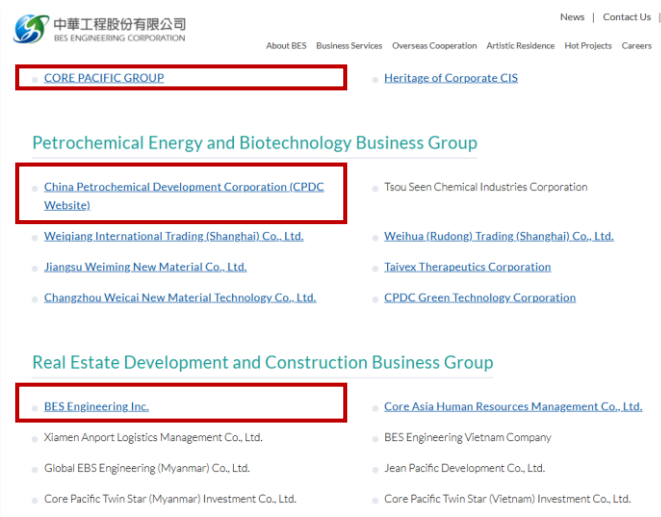 中華工程股份有限公司
BES ENGINEERING CORPORATION
News | Contact Us |
About BES Business Services Overseas Cooperation Artistic Residence Hot Projects Careers
CORE PACIFIC GROUP
Heritage of Corporate CIS
Petrochemical Energy and Biotechnology Business Group
China Petrochemical Development Corporation (CPDC
Website)
Tsou Seen Chemical Industries Corporation
Weiqiang International Trading (Shanghai) Co., Ltd.
Weihua (Rudong) Trading (Shanghai) Co., Ltd.
Jiangsu Weiming New Material Co., Ltd.
Taivex Therapeutics Corporation
Changzhou Weicai New Material Technology Co., Ltd.
CPDC Green Technology Corporation
Real Estate Development and Construction Business Group
BES Engineering Inc.
Core Asia Human Resources Management Co., Ltd.
Xiamen Anport Logistics Management Co., Ltd.
BES Engineering Vietnam Company
Global EBS Engineering (Myanmar) Co., Ltd.
Jean Pacific Development Co., Ltd.
Core Pacific Twin Star (Myanmar) Investment Co., Ltd.
Core Pacific Twin Star (Vietnam) Investment Co., Ltd.